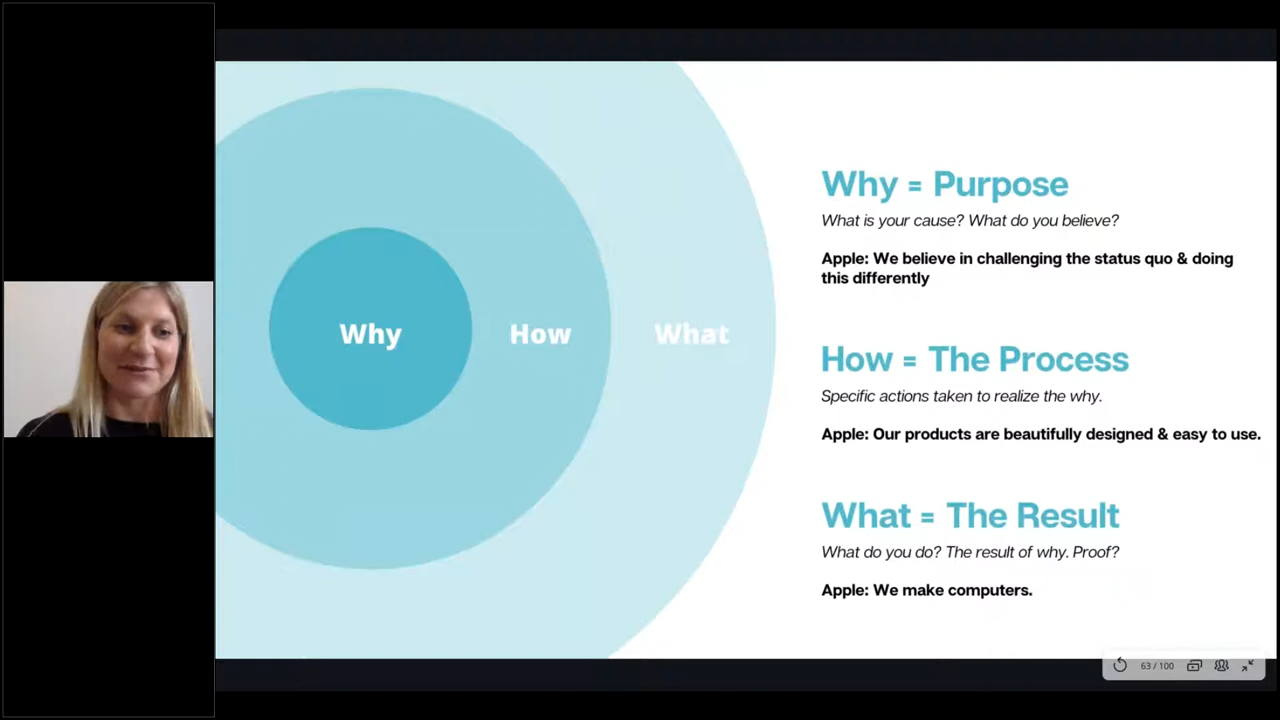 Why
How
What
Why = Purpose
What is your cause? What do you believe?
Apple: We believe in challenging the status quo & doing
this differently
How = The Process
Specific actions taken to realize the why.
Apple: Our products are beautifully designed & easy to use.
What = The Result
What do you do? The result of why. Proof?
Apple: We make computers.
63 / 100